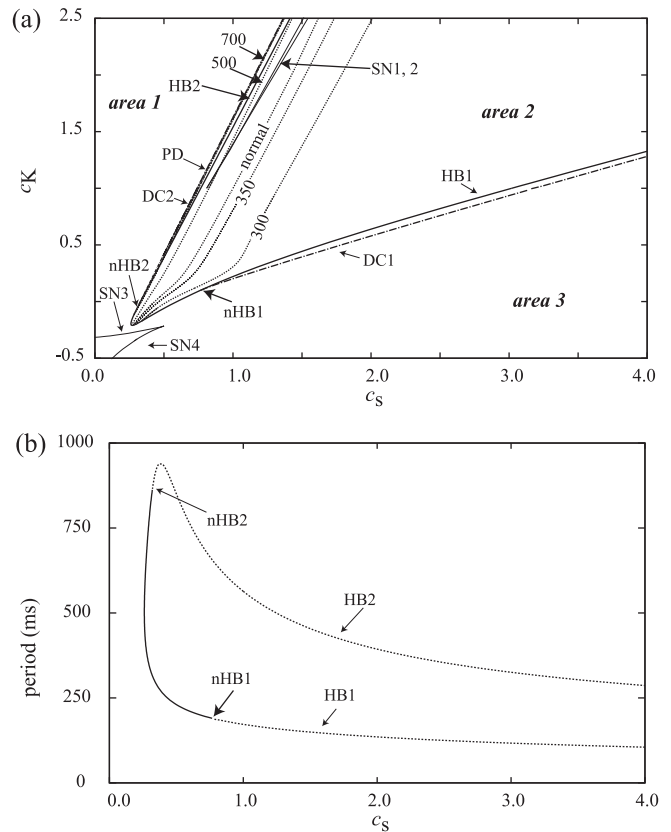 (a)
2.5
1.5
0.5
-0.5
cK
0.0
1.0
2.0
3.0
4.0
cs
700
500
HB2
area 1
SN1, 2
area 2
PD
normal
DC2
350
300
HB1
nHB2
DC1
SN3
nHB1
area 3
SN4
(b)
1000
750
500
250
0
period (ms)
0.0
1.0
2.0
3.0
4.0
cs
nHB2
HB2
nHB1
HB1